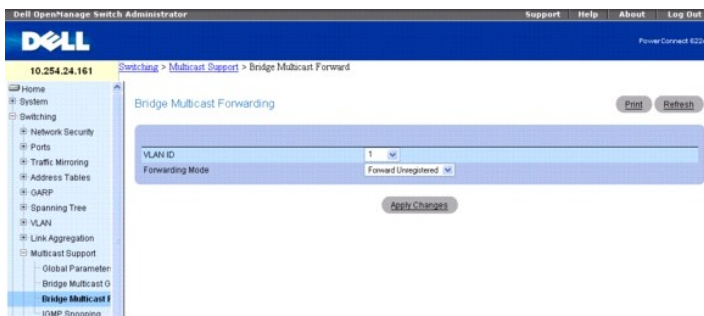 Dell OpenManage Switch Administrator Support Help About Log Out
DELL
PowerConnect 622
10.254.24.161
Switching > Multicast Support > Bridge Multicast Forward
Home
System
Switching
Network Security
Ports
Traffic Mirroring
Address Tables
GARP
Spanning Tree
VLAN
Link Aggregation
Multicast Support
Global Parameter
Bridge Multicast G
Bridge Multicast F
IGMP Snooping
Bridge Multicast Forwarding
Print Refresh
VLAN ID 1
Forwarding Mode Forward Unregistered
Apply Changes